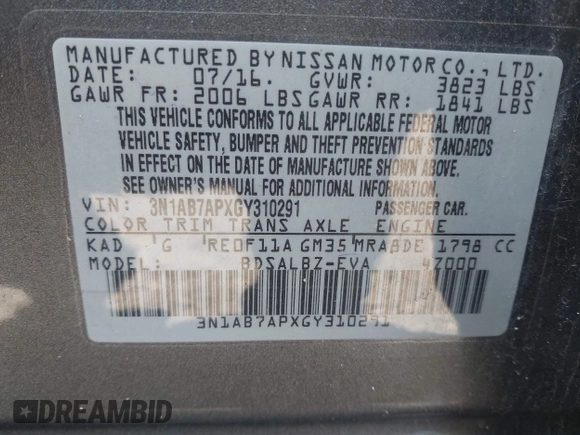 MANUFACTURED BY NISSAN MOTOR CO., LTD.
DATE: 07/16. GVWR: 3823 LBS
GAWR FR: 2006 LBS GAWR RR: 1841 LBS
THIS VEHICLE CONFORMS TO ALL APPLICABLE FEDERAL MOTOR
VEHICLE SAFETY, BUMPER AND THEFT PREVENTION STANDARDS
IN EFFECT ON THE DATE OF MANUFACTURE SHOWN ABOVE.
SEE OWNER'S MANUAL FOR ADDITIONAL INFORMATION.
VIN: 3N1AB7APXGY310291 PASSENGER CAR.
COLOR TRIM TRANS AXLE ENGINE
KAD 'G 'RE0F11A GM35'MRA8DE 1798 CC
MODEL: BDSALBZ-EVA 4Z000
3N1AB7APXGY310291
DREAMBID